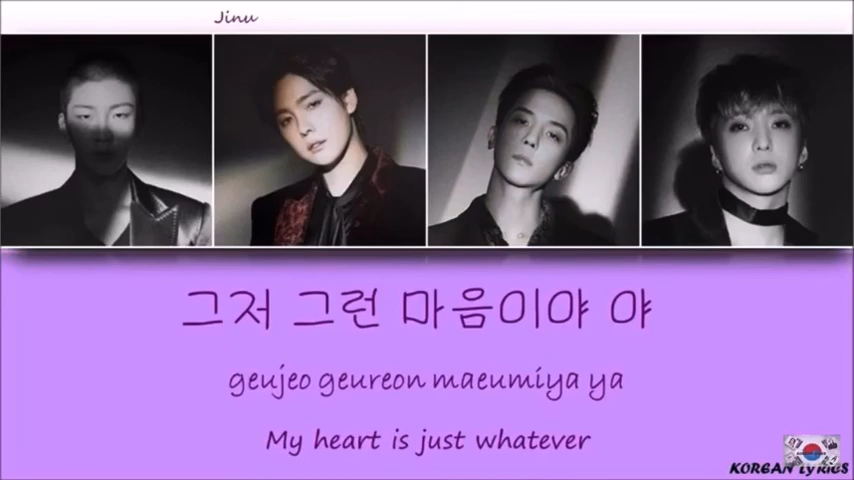 Jinu
그저 그런 마음이야 야
geujeo geureon maeumiya ya
My heart is just whatever
KOREAN LYRICS